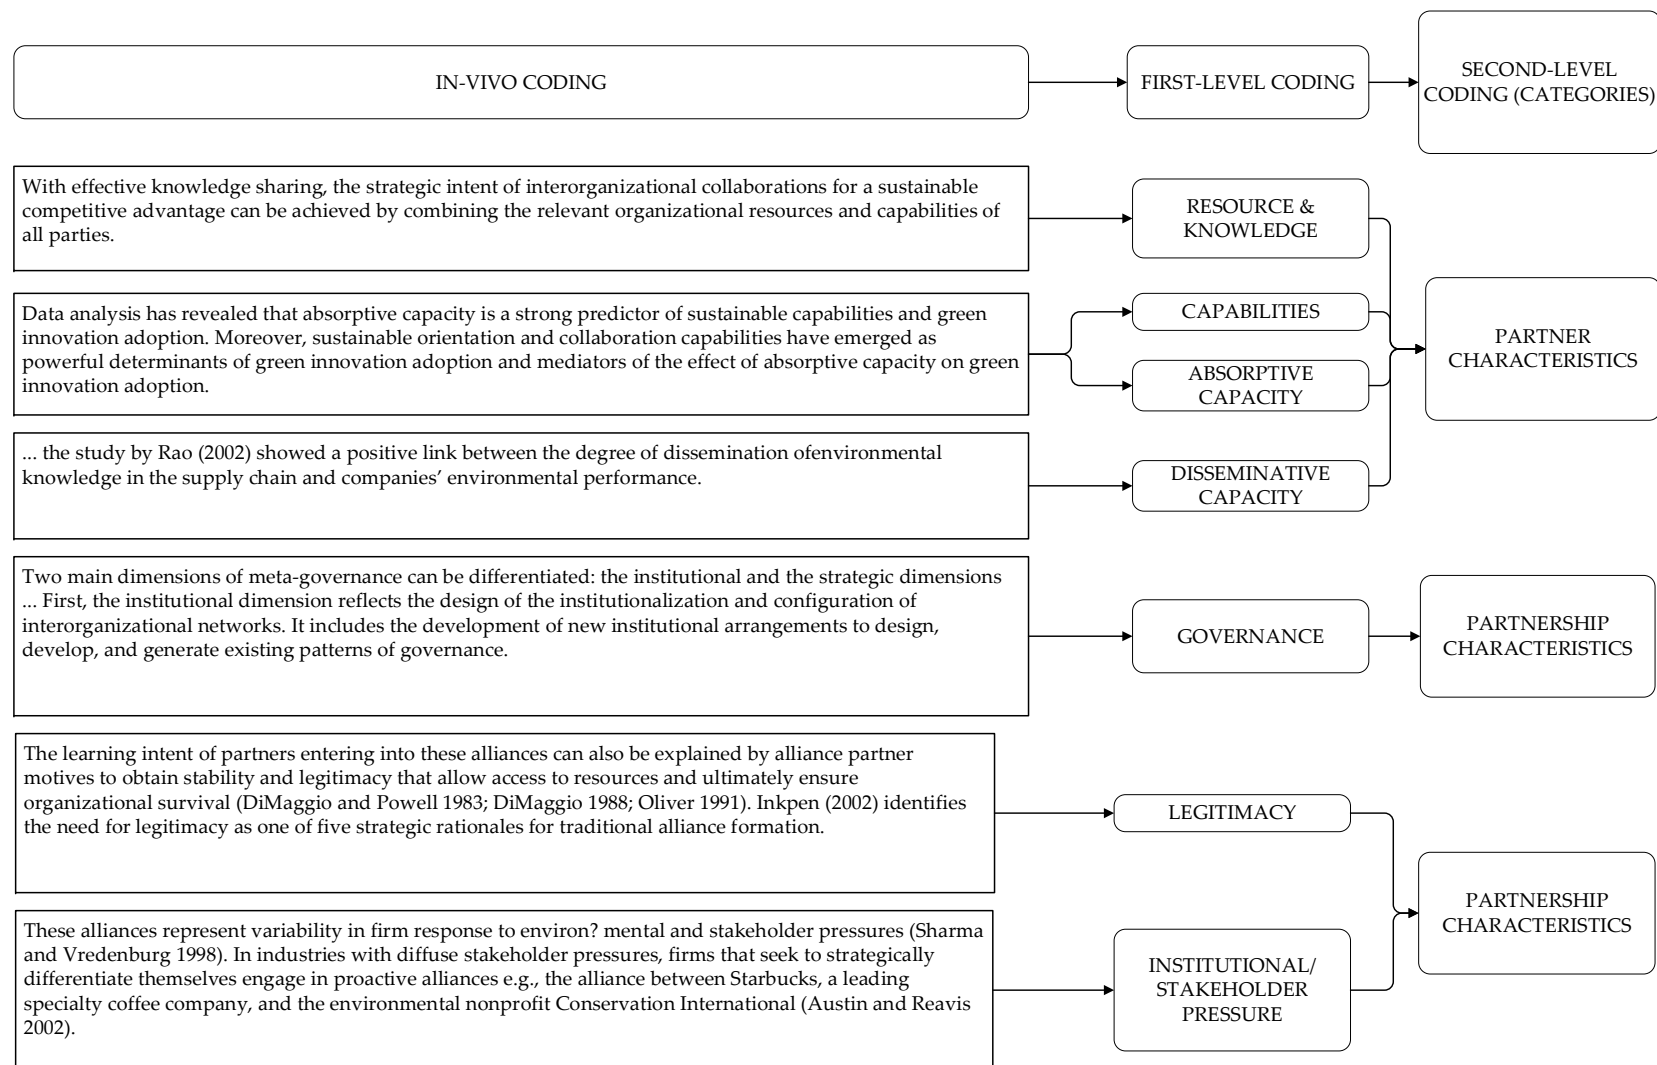 IN-VIVO CODING
FIRST-LEVEL CODING
SECOND-LEVEL
CODING (CATEGORIES)
With effective knowledge sharing, the strategic intent of interorganizational collaborations for a sustainable
competitive advantage can be achieved by combining the relevant organizational resources and capabilities of
all parties.
RESOURCE &
KNOWLEDGE
Data analysis has revealed that absorptive capacity is a strong predictor of sustainable capabilities and green
innovation adoption. Moreover, sustainable orientation and collaboration capabilities have emerged as
powerful determinants of green innovation adoption and mediators of the effect of absorptive capacity on green
innovation adoption.
CAPABILITIES
ABSORPTIVE
CAPACITY
PARTNER
CHARACTERISTICS
... the study by Rao (2002) showed a positive link between the degree of dissemination ofenvironmental
knowledge in the supply chain and companies’ environmental performance.
DISSEMINATIVE
CAPACITY
Two main dimensions of meta-governance can be differentiated: the institutional and the strategic dimensions
... First, the institutional dimension reflects the design of the institutionalization and configuration of
interorganizational networks. It includes the development of new institutional arrangements to design,
develop, and generate existing patterns of governance.
GOVERNANCE
PARTNERSHIP
CHARACTERISTICS
The learning intent of partners entering into these alliances can also be explained by alliance partner
motives to obtain stability and legitimacy that allow access to resources and ultimately ensure
organizational survival (DiMaggio and Powell 1983; DiMaggio 1988; Oliver 1991). Inkpen (2002) identifies
the need for legitimacy as one of five strategic rationales for traditional alliance formation.
LEGITIMACY
PARTNERSHIP
CHARACTERISTICS
These alliances represent variability in firm response to environ? mental and stakeholder pressures (Sharma
and Vredenburg 1998). In industries with diffuse stakeholder pressures, firms that seek to strategically
differentiate themselves engage in proactive alliances e.g., the alliance between Starbucks, a leading
specialty coffee company, and the environmental nonprofit Conservation International (Austin and Reavis
2002).
INSTITUTIONAL/
STAKEHOLDER
PRESSURE